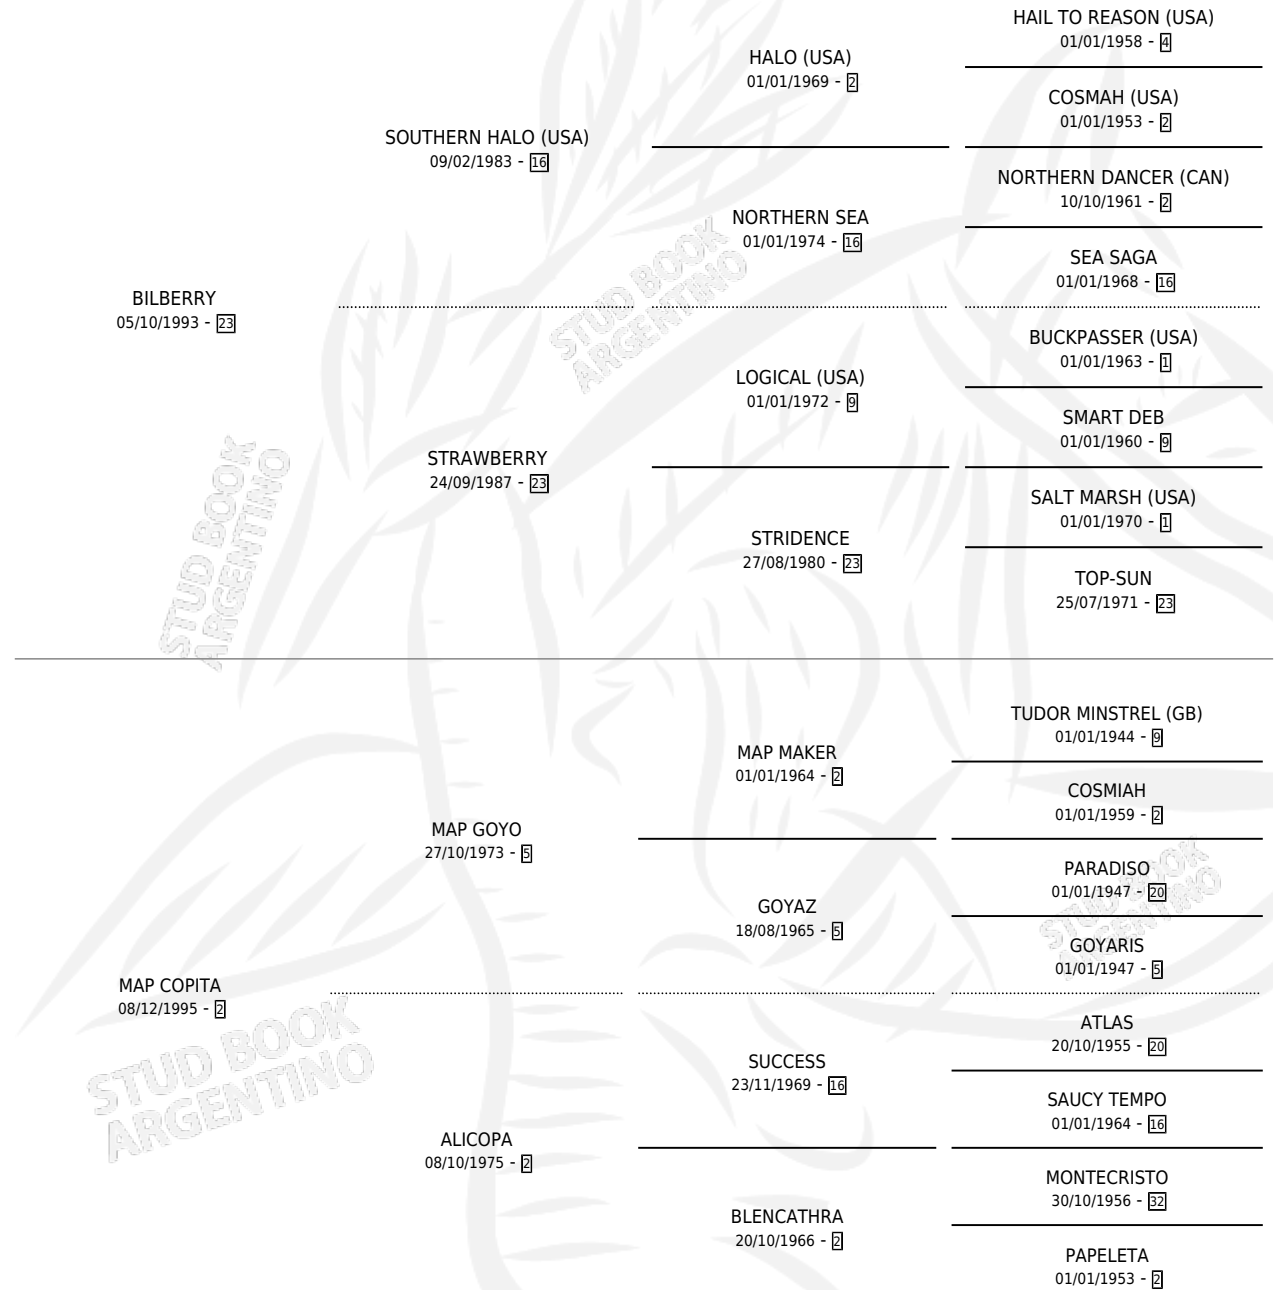 HAIL TO REASON (USA)
01/01/1958 - 4
HALO (USA)
01/01/1969 - 2
COSMAH (USA)
01/01/1953 - 2
SOUTHERN HALO (USA)
09/02/1983 - 16
NORTHERN DANCER (CAN)
10/10/1961 - 2
NORTHERN SEA
01/01/1974 - 16
SEA SAGA
01/01/1968 - 16
STUD BOOK
ARGENTINO
BILBERRY
05/10/1993 - 23
BUCKPASSER (USA)
01/01/1963 - 1
LOGICAL (USA)
01/01/1972 - 9
SMART DEB
01/01/1960 - 9
STRAWBERRY
24/09/1987 - 23
SALT MARSH (USA)
01/01/1970 - 1
STRIDENCE
27/08/1980 - 23
TOP-SUN
25/07/1971 - 23
STUD BOOK
ARGENTINO
TUDOR MINSTREL (GB)
01/01/1944 - 9
MAP MAKER
01/01/1964 - 2
COSMIAH
01/01/1959 - 2
MAP GOYO
27/10/1973 - 5
PARADISO
01/01/1947 - 20
GOYAZ
18/08/1965 - 5
GOYARIS
01/01/1947 - 5
STUD BOOK
ARGENTINO
MAP COPITA
08/12/1995 - 2
ATLAS
20/10/1955 - 20
SUCCESS
23/11/1969 - 16
SAUCY TEMPO
01/01/1964 - 16
STUD BOOK
ARGENTINO
ALICOPA
08/10/1975 - 2
MONTECRISTO
30/10/1956 - 32
BLENCATHRA
20/10/1966 - 2
PAPELETA
01/01/1953 - 2